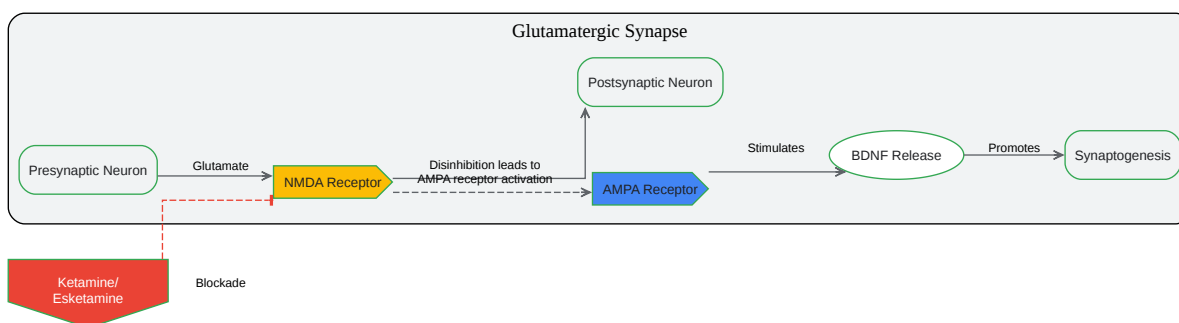 Glutamatergic Synapse
Postsynaptic Neuron
Presynaptic Neuron
Glutamate
NMDA Receptor
Disinhibition leads to
AMPA receptor activation
AMPA Receptor
Stimulates
BDNF Release
Promotes
Synaptogenesis
Ketamine/
Esketamine
Blockade